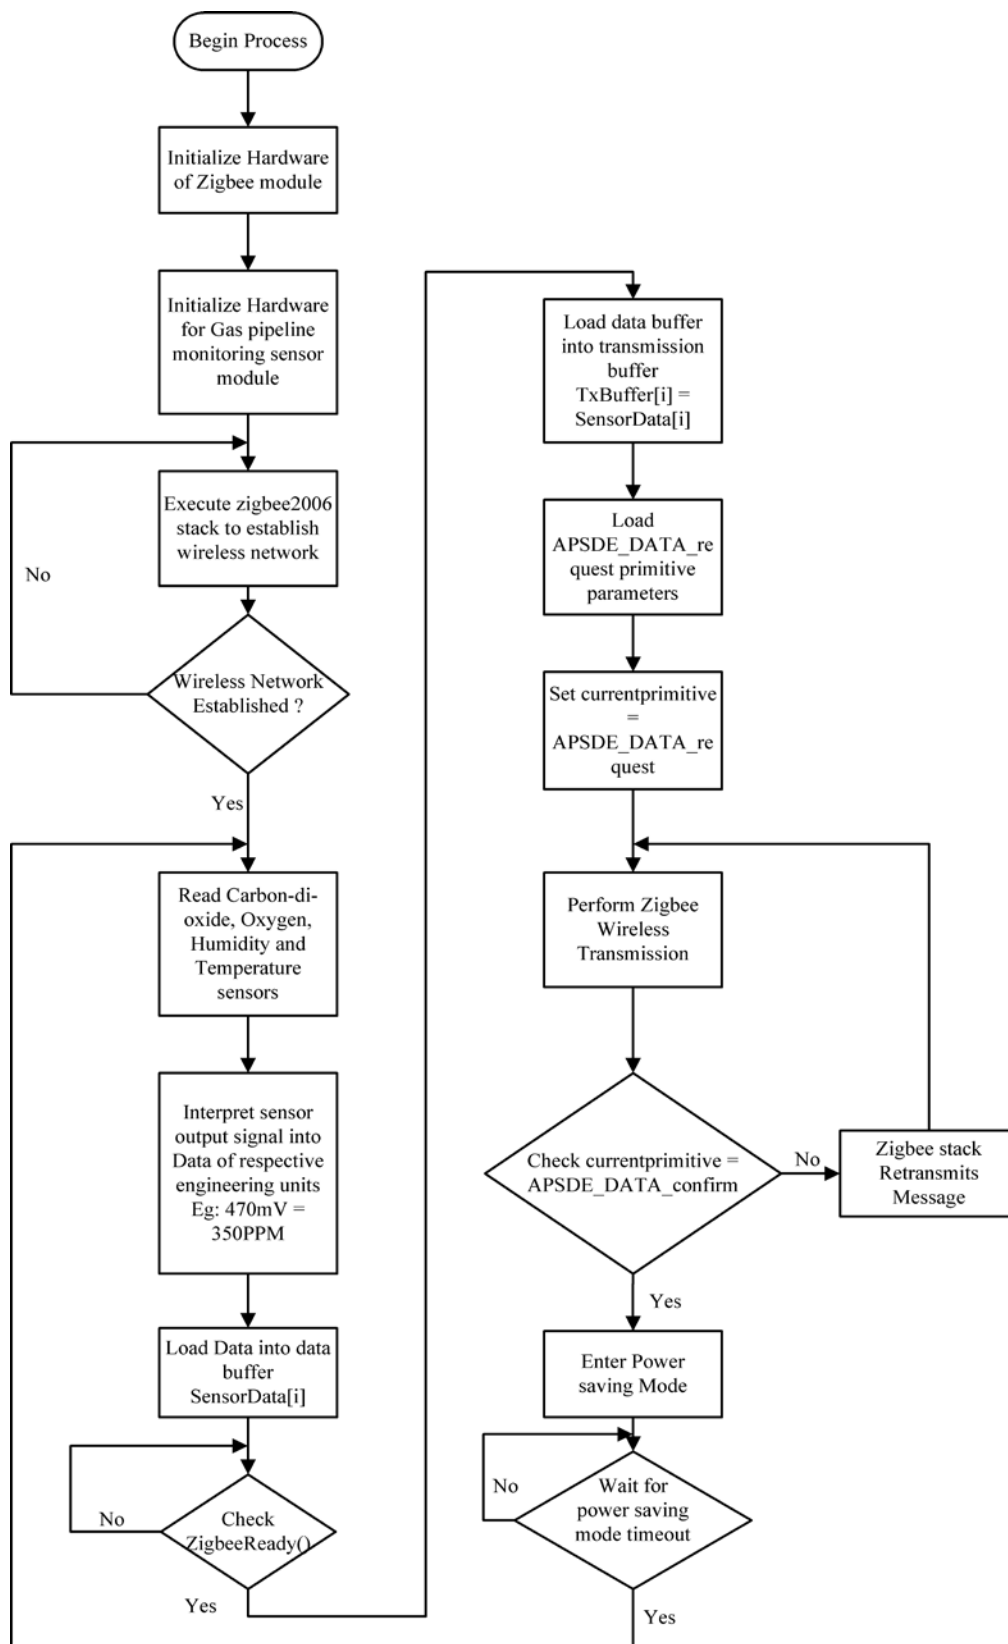 Begin Process
Initialize Hardware
of Zigbee module
Initialize Hardware
for Gas pipeline
monitoring sensor
module
Execute zigbee2006
stack to establish
wireless network
No
Wireless Network
Established ?
Yes
Read Carbon-di-
oxide, Oxygen,
Humidity and
Temperature
sensors
Interpret sensor
output signal into
Data of respective
engineering units
Eg: 470mV =
350PPM
Load Data into data
buffer
SensorData[i]
No
Check
ZigbeeReady()
Yes
Load data buffer
into transmission
buffer
TxBuffer[i] =
SensorData[i]
Load
APSDE_DATA_re
quest primitive
parameters
Set currentprimitive
=
APSDE_DATA_re
quest
Perform Zigbee
Wireless
Transmission
Check currentprimitive =
APSDE_DATA_confirm
No
Zigbee stack
Retransmits
Message
Yes
Enter Power
saving Mode
No
Wait for
power saving
mode timeout
Yes